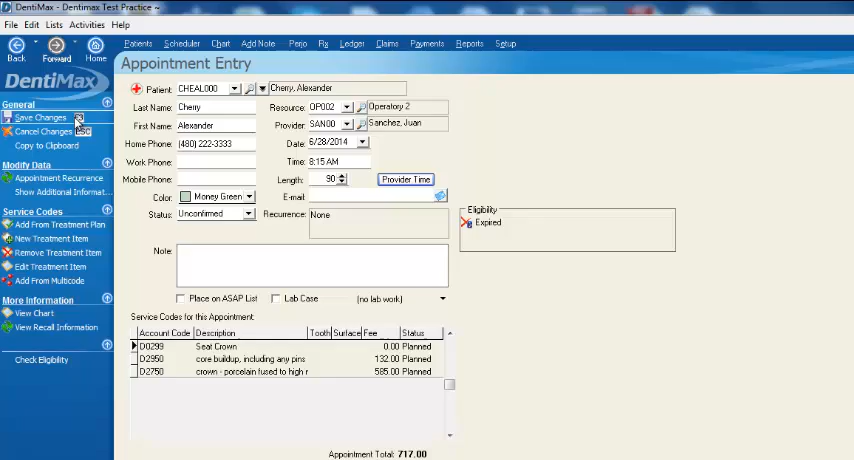 DentiMax - Dentimax Test Practice ~
File Edit Lists Activities Help
Back Forward Home
Patients Scheduler Chart Add Note Perio Rx Ledger Claims Payments Reports Setup
DentiMax
Appointment Entry
General
Save Changes
Cancel Changes ESC
Copy to Clipboard
Modify Data
Appointment Recurrence
Show Additional Informat...
Service Codes
Add From Treatment Plan
New Treatment Item
Remove Treatment Item
Edit Treatment Item
Add From Multicode
More Information
View Chart
View Recall Information
Check Eligibility
Patient: CHEAL000 Cherry, Alexander
Last Name: Cherry Resource: OP002 Operatory 2
First Name: Alexander Provider: SAN00 Sanchez, Juan
Home Phone: (480) 222-3333 Date: 6/28/2014
Work Phone: Time: 8:15 AM
Mobile Phone: Length: 90 Provider Time
Color: Money Green E-mail:
Status: Unconfirmed Recurrence: None
Eligibility
Expired
Note:
Place on ASAP List Lab Case (no lab work)
Service Codes for this Appointment:
Account Code Description Tooth Surface Fee Status
D0299 Seat Crown 0.00 Planned
D2950 core buildup, including any pins 132.00 Planned
D2750 crown - porcelain fused to high r 585.00 Planned
Appointment Total: 717.00